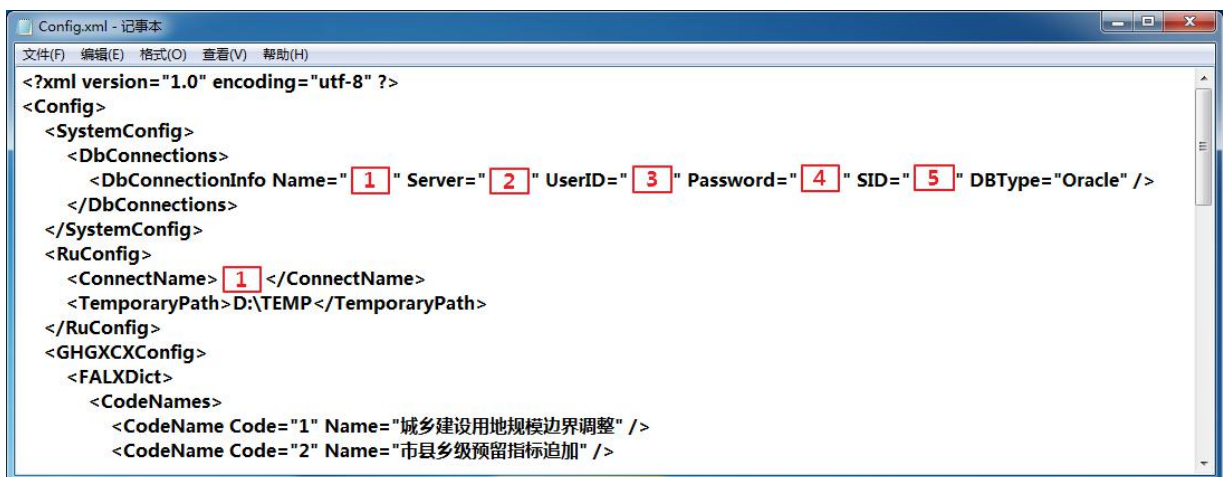 Config.xml - 记事本
文件(F) 编辑(E) 格式(O) 查看(V) 帮助(H)
<?xml version="1.0" encoding="utf-8" ?>
<Config>
<SystemConfig>
<DbConnections>
<DbConnectionInfo Name="1" Server="2" UserID="3" Password="4" SID="5" DBType="Oracle" />
</DbConnections>
</SystemConfig>
<RuConfig>
<ConnectName>1</ConnectName>
<TemporaryPath>D:\TEMP</TemporaryPath>
</RuConfig>
<GHGXCXConfig>
<FALXDict>
<CodeNames>
<CodeName Code="1" Name="城乡建设用地规模边界调整" />
<CodeName Code="2" Name="市县乡级预留指标追加" />